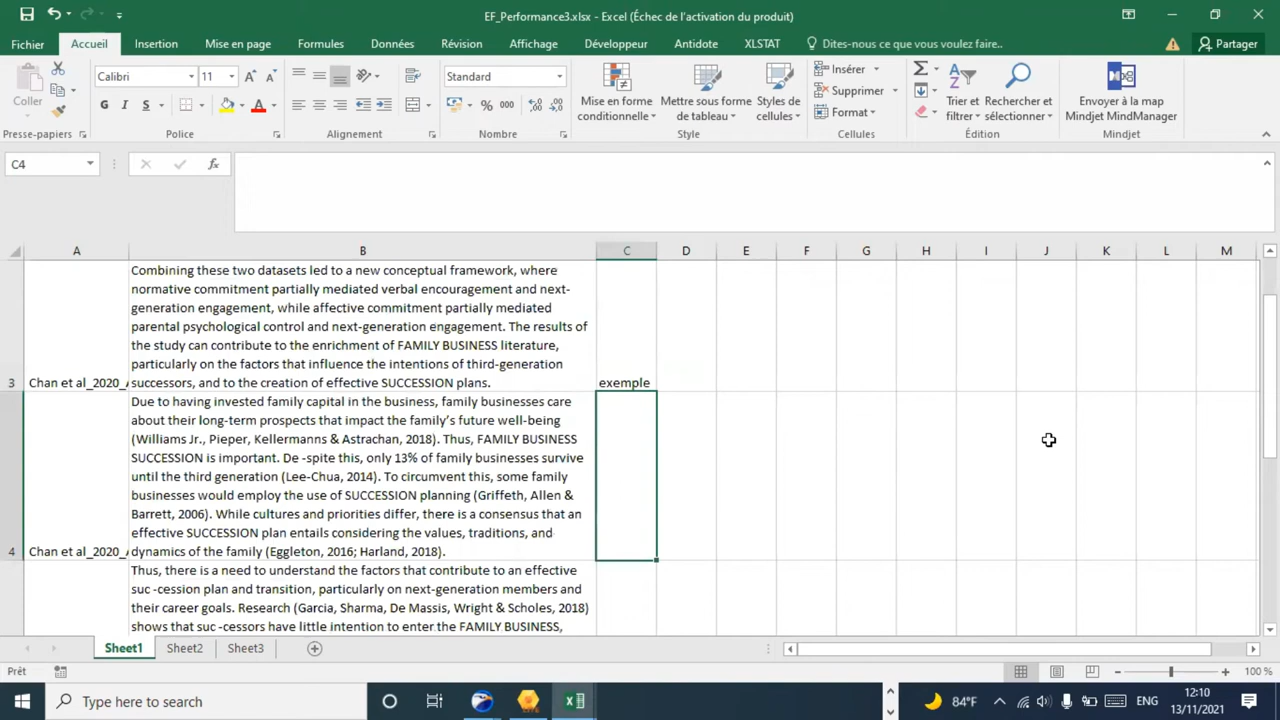 EF_Performance3.xlsx - Excel (Échec de l'activation du produit)
Fichier Accueil Insertion Mise en page Formules Données Révision Affichage Développeur Antidote XLSTAT Dites-nous ce que vous voulez faire.. Partager
Coller
Presse-papiers
Calibri 11
G I S
Police
Alignement
Standard
% 000
Nombre
Mise en forme conditionnelle
Mettre sous forme de tableau
Styles de cellules
Style
Insérer
Supprimer
Format
Cellules
Trier et filtrer
Rechercher et sélectionner
Édition
Envoyer à la map Mindjet MindManager
Mindjet
C4 fx
A B C D E F G H I J K L M
Combining these two datasets led to a new conceptual framework, where
normative commitment partially mediated verbal encouragement and next-
generation engagement, while affective commitment partially mediated
parental psychological control and next-generation engagement. The results of
the study can contribute to the enrichment of FAMILY BUSINESS literature,
particularly on the factors that influence the intentions of third-generation
3 Chan et al_2020_A successors, and to the creation of effective SUCCESSION plans. exemple
Due to having invested family capital in the business, family businesses care
about their long-term prospects that impact the family's future well-being
(Williams Jr., Pieper, Kellermanns & Astrachan, 2018). Thus, FAMILY BUSINESS
SUCCESSION is important. De -spite this, only 13% of family businesses survive
until the third generation (Lee-Chua, 2014). To circumvent this, some family
businesses would employ the use of SUCCESSION planning (Griffeth, Allen &
Barrett, 2006). While cultures and priorities differ, there is a consensus that an
effective SUCCESSION plan entails considering the values, traditions, and
4 Chan et al_2020_A dynamics of the family (Eggleton, 2016; Harland, 2018).
Thus, there is a need to understand the factors that contribute to an effective
suc -cession plan and transition, particularly on next-generation members and
their career goals. Research (Garcia, Sharma, De Massis, Wright & Scholes, 2018)
shows that suc -cessors have little intention to enter the FAMILY BUSINESS,
Sheet1 Sheet2 Sheet3
Prêt 100 %
Type here to search 84°F ENG 12:10
13/11/2021